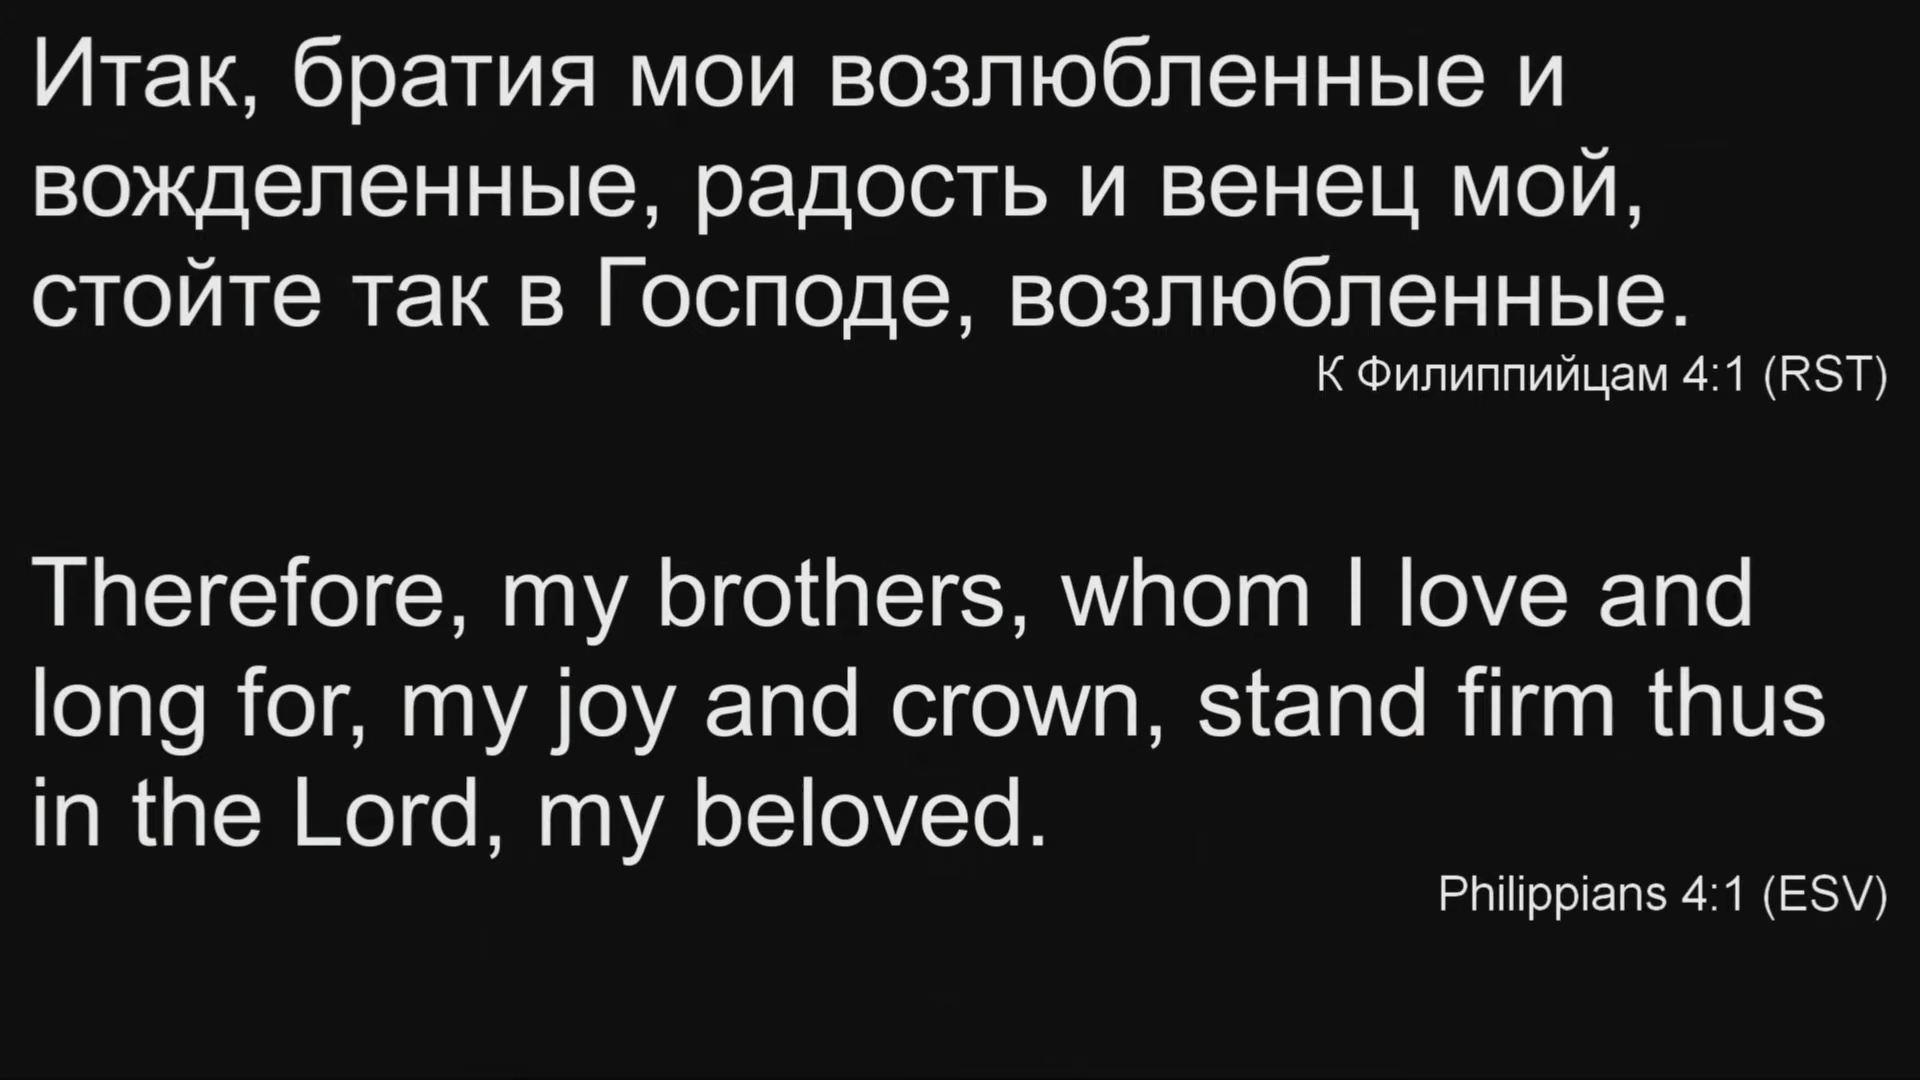 Итак, братия мои возлюбленные и
вожделенные, радость и венец мой,
стойте так в Господе, возлюбленные.
К Филиппийцам 4:1 (RST)
Therefore, my brothers, whom I love and
long for, my joy and crown, stand firm thus
in the Lord, my beloved.
Philippians 4:1 (ESV)